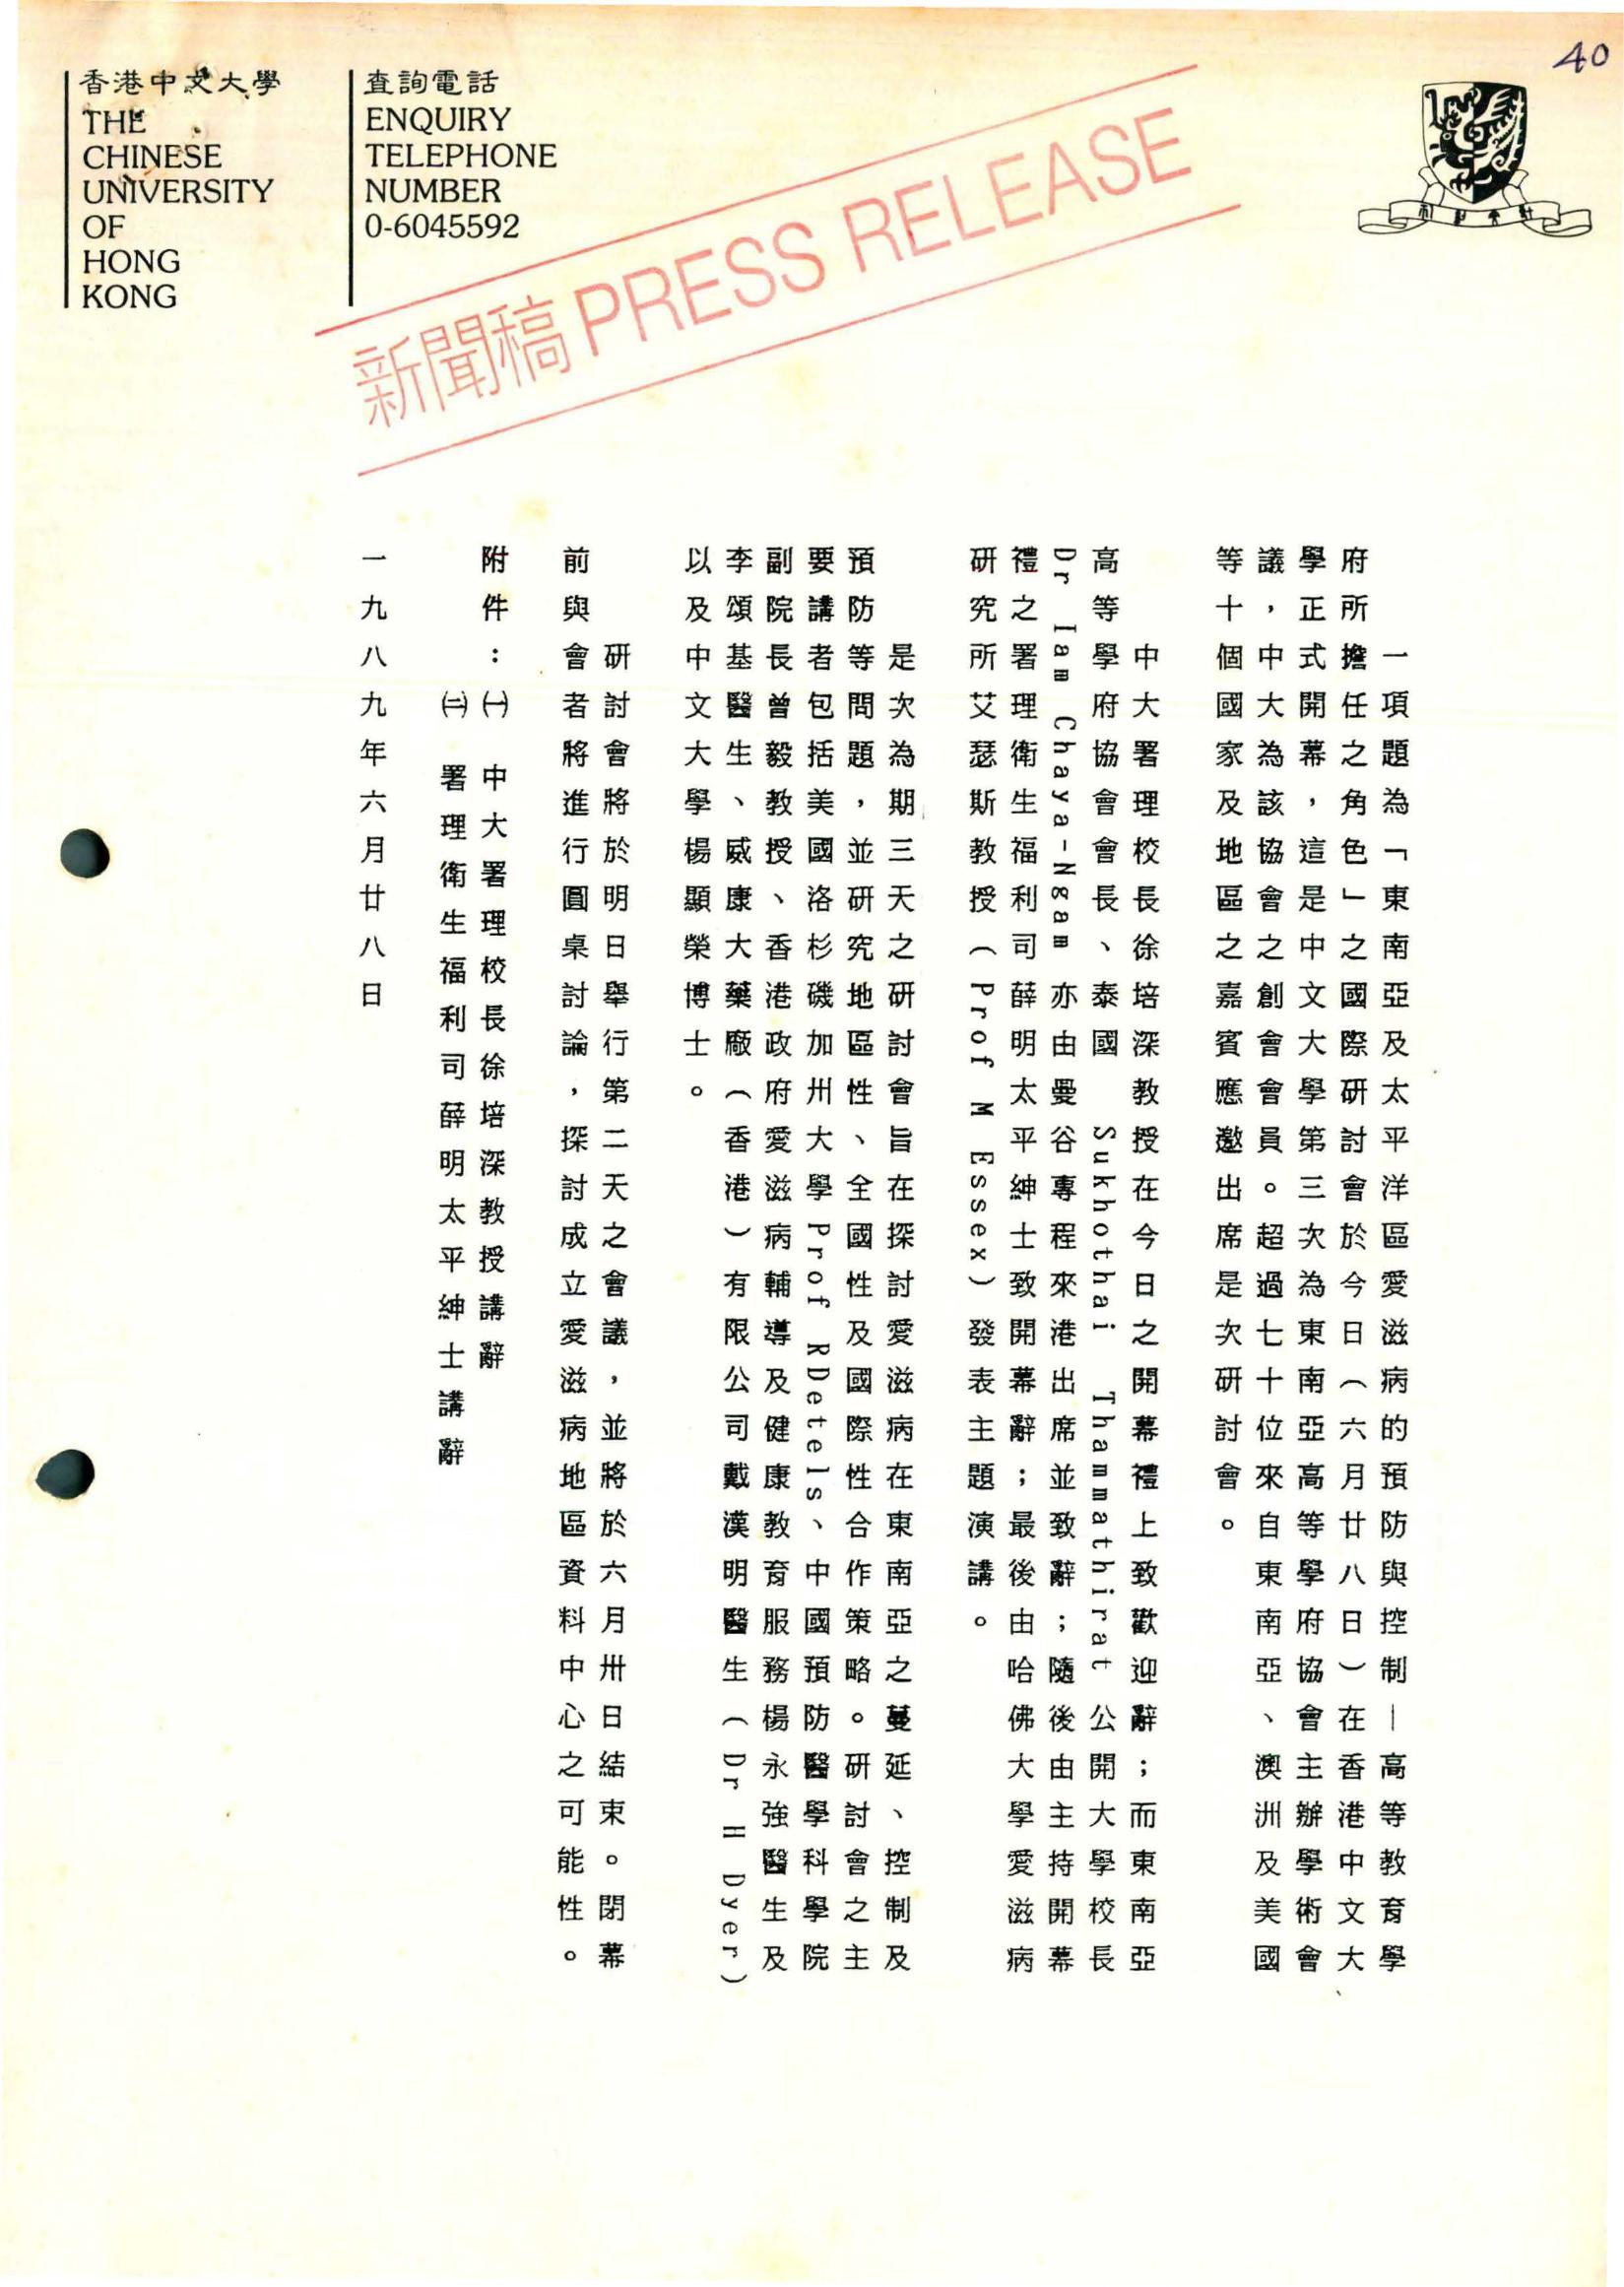 40
香港中文大學
THE
CHINESE
UNIVERSITY
OF
HONG
KONG
查詢電話
ENQUIRY
TELEPHONE
NUMBER
0-6045592
新聞稿 PRESS RELEASE
一項題為「東南亞及太平洋區愛滋病的預防與控制—高等教育學
府所擔任之角色」之國際研討會於今日（六月廿八日）在香港中文大
學正式開幕，這是中文大學第三次為東南亞高等學府協會主辦學術會
議，中大為該協會之創會會員。超過七十位來自東南亞、澳洲及美國
等十個國家及地區之嘉賓應邀出席是次研討會。
中大署理校長徐培深教授在今日之開幕禮上致歡迎辭；而東南亞
高等學府協會會長、泰國 Sukhothai Thammathirat 公開大學校長
Dr Iam Chaya-Ngam 亦由曼谷專程來港出席並致辭；隨後由主持開幕
禮之署理衛生福利司薛明太平紳士致開幕辭；最後由哈佛大學愛滋病
研究所艾瑟斯教授（Prof M Essex）發表主題演講。
是次為期三天之研討會旨在探討愛滋病在東南亞之蔓延、控制及
預防等問題，並研究地區性、全國性及國際性合作策略。研討會之主
要講者包括美國洛杉磯加州大學 Prof RDetels、中國預防醫學科學院
副院長曾毅教授、香港政府愛滋病輔導及健康教育服務楊永強醫生及
李頌基醫生、威康大藥廠（香港）有限公司戴漢明醫生（Dr H Dyer）
以及中文大學楊顯榮博士。
研討會將於明日舉行第二天之會議，並將於六月卅日結束。閉幕
前與會者將進行圓桌討論，探討成立愛滋病地區資料中心之可能性。
附件：㈠ 中大署理校長徐培深教授講辭
㈡ 署理衛生福利司薛明太平紳士講辭
一九八九年六月廿八日